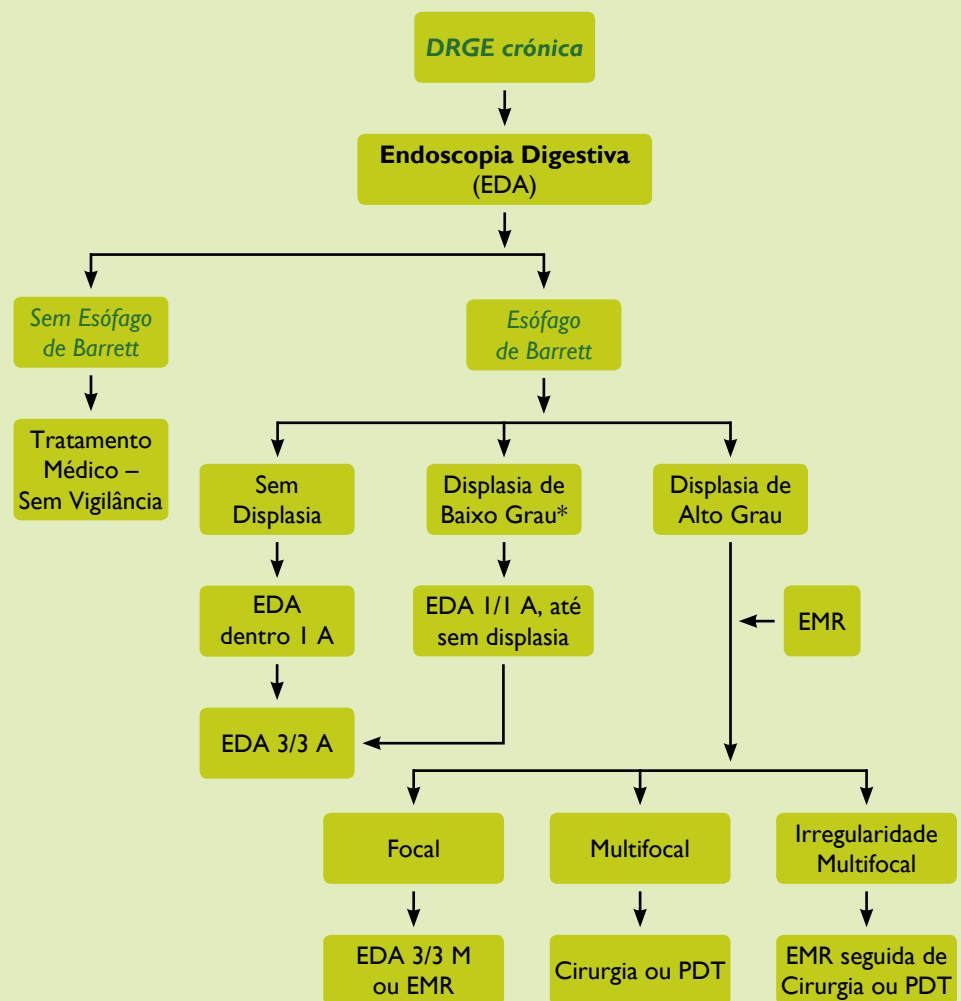 DRGE crónica
Endoscopia Digestiva
(EDA)
Sem Esófago
de Barrett
Esófago
de Barrett
Tratamento
Médico –
Sem Vigilância
Sem
Displasia
Displasia de
Baixo Grau*
Displasia de
Alto Grau
EDA
dentro 1 A
EDA 1/1 A, até
sem displasia
EMR
EDA 3/3 A
Focal
Multifocal
Irregularidade
Multifocal
EDA 3/3 M
ou EMR
Cirurgia ou PDT
EMR seguida de
Cirurgia ou PDT